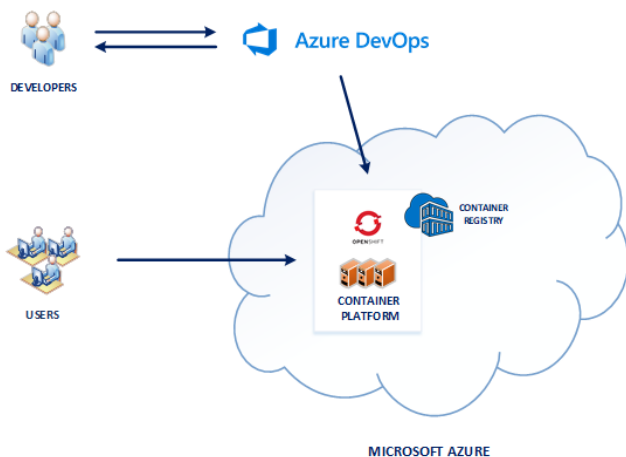 Azure DevOps
DEVELOPERS
CONTAINER
REGISTRY
OPENSHIFT
CONTAINER
PLATFORM
USERS
MICROSOFT AZURE